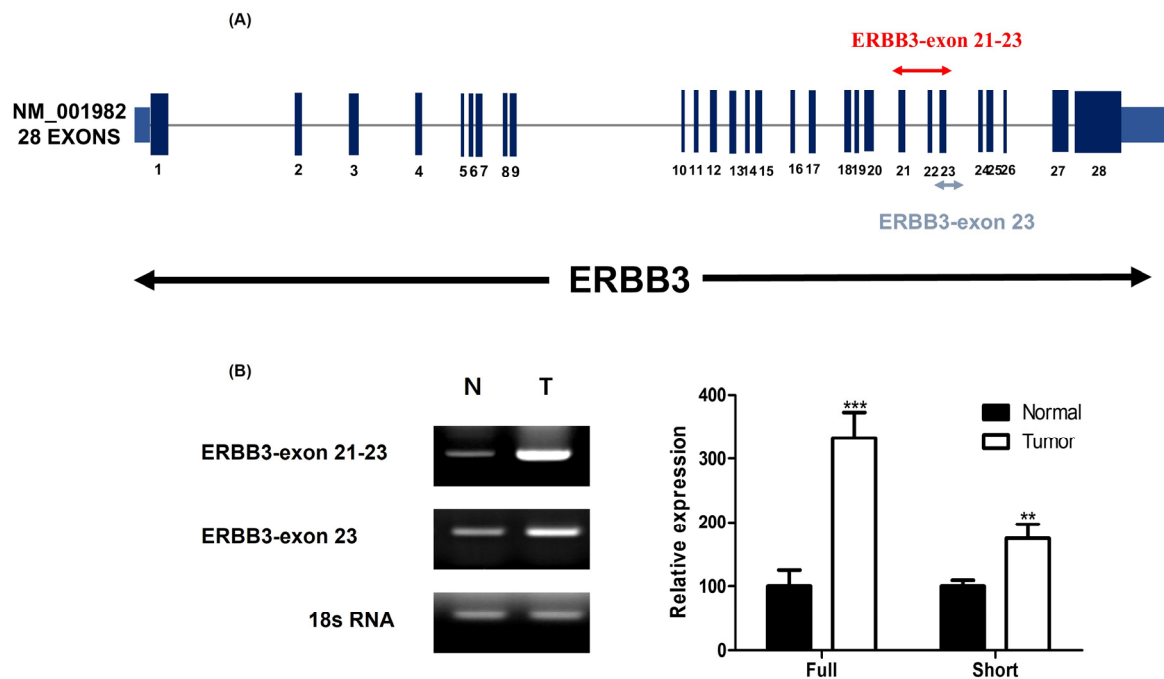 (A)
ERBB3-exon 21-23
NM_001982
28 EXONS
1 2 3 4 5 6 7 8 9 10 11 12 13 14 15 16 17 18 19 20 21 22 23 24 25 26 27 28
ERBB3-exon 23
ERBB3
(B)
N T
ERBB3-exon 21-23
ERBB3-exon 23
18s RNA
Relative expression
400
300
200
100
0
***
**
Normal
Tumor
Full Short